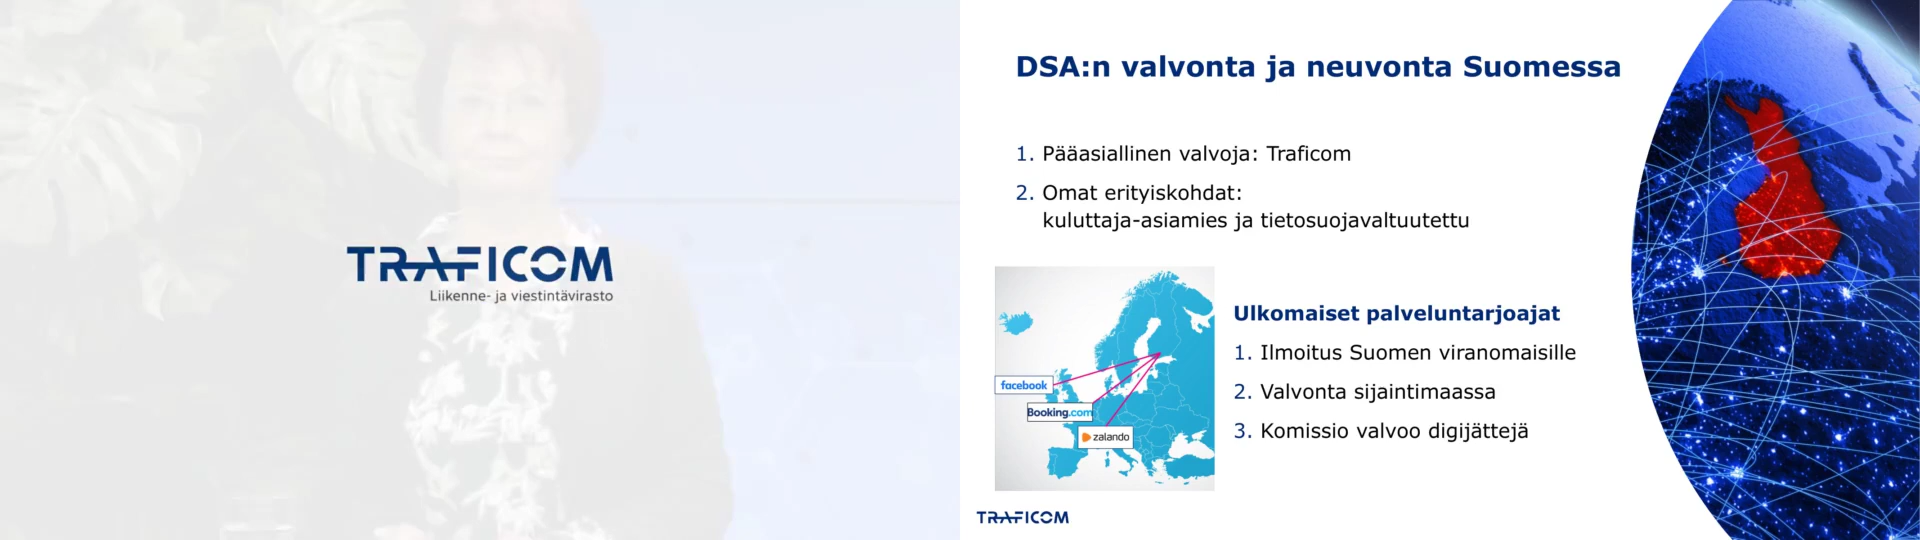 TRAFICOM
Liikenne- ja viestintävirasto
DSA:n valvonta ja neuvonta Suomessa
1. Pääasiallinen valvoja: Traficom
2. Omat erityiskohdat:
kuluttaja-asiamies ja tietosuojavaltuutettu
facebook
Booking.com
zalando
Ulkomaiset palveluntarjoajat
1. Ilmoitus Suomen viranomaisille
2. Valvonta sijaintimaassa
3. Komissio valvoo digijättejä
TRAFICOM